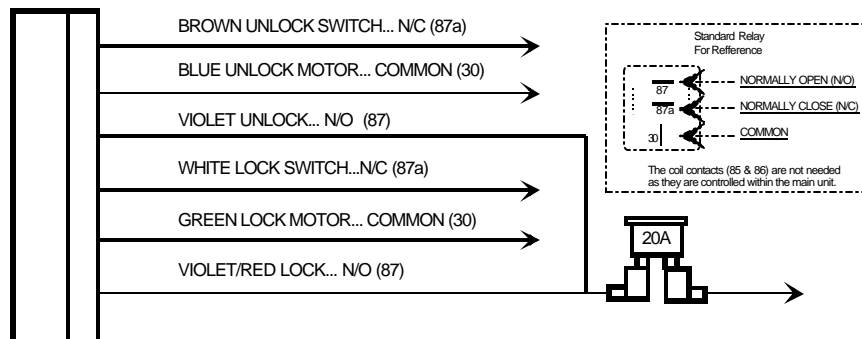 BROWN UNLOCK SWITCH... N/C (87a)
BLUE UNLOCK MOTOR... COMMON (30)
VIOLET UNLOCK... N/O (87)
WHITE LOCK SWITCH...N/C (87a)
GREEN LOCK MOTOR... COMMON (30)
VIOLET/RED LOCK... N/O (87)
20A
Standard Relay
For Refference
87
NORMALLY OPEN (N/O)
87a
NORMALLY CLOSE (N/C)
30
COMMON
The coil contacts (85 & 86) are not needed
as they are controlled within the main unit.